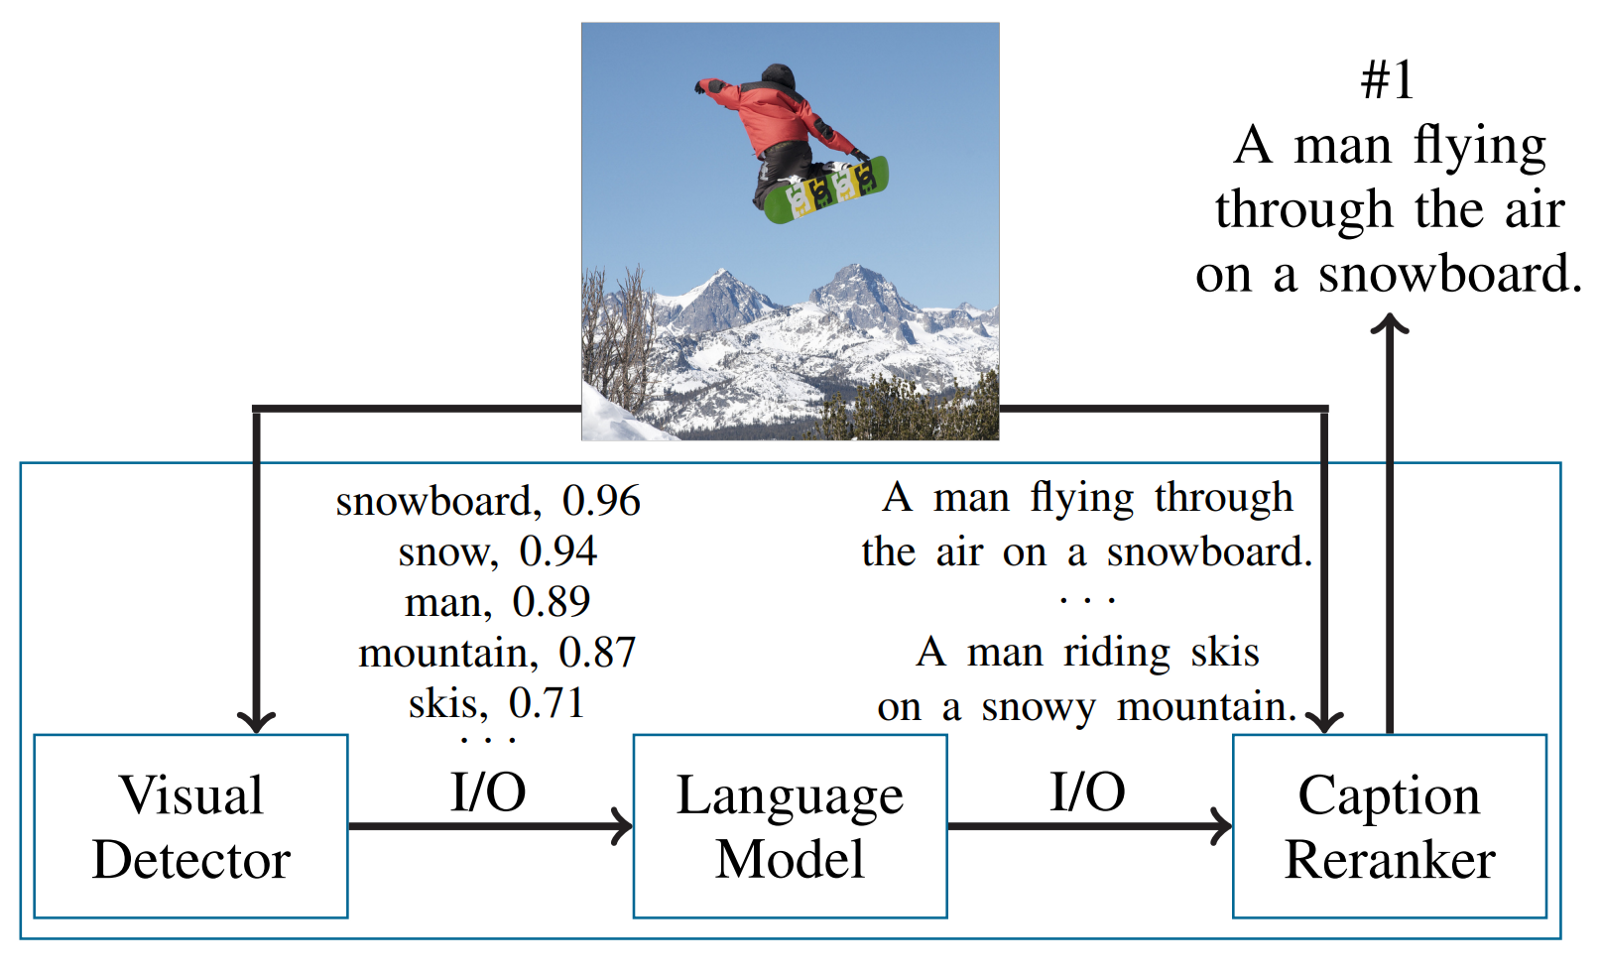 #1
A man flying
through the air
on a snowboard.
snowboard, 0.96
snow, 0.94
man, 0.89
mountain, 0.87
skis, 0.71
. . .
A man flying through
the air on a snowboard.
. . .
A man riding skis
on a snowy mountain.
Visual
Detector
I/O
Language
Model
I/O
Caption
Reranker